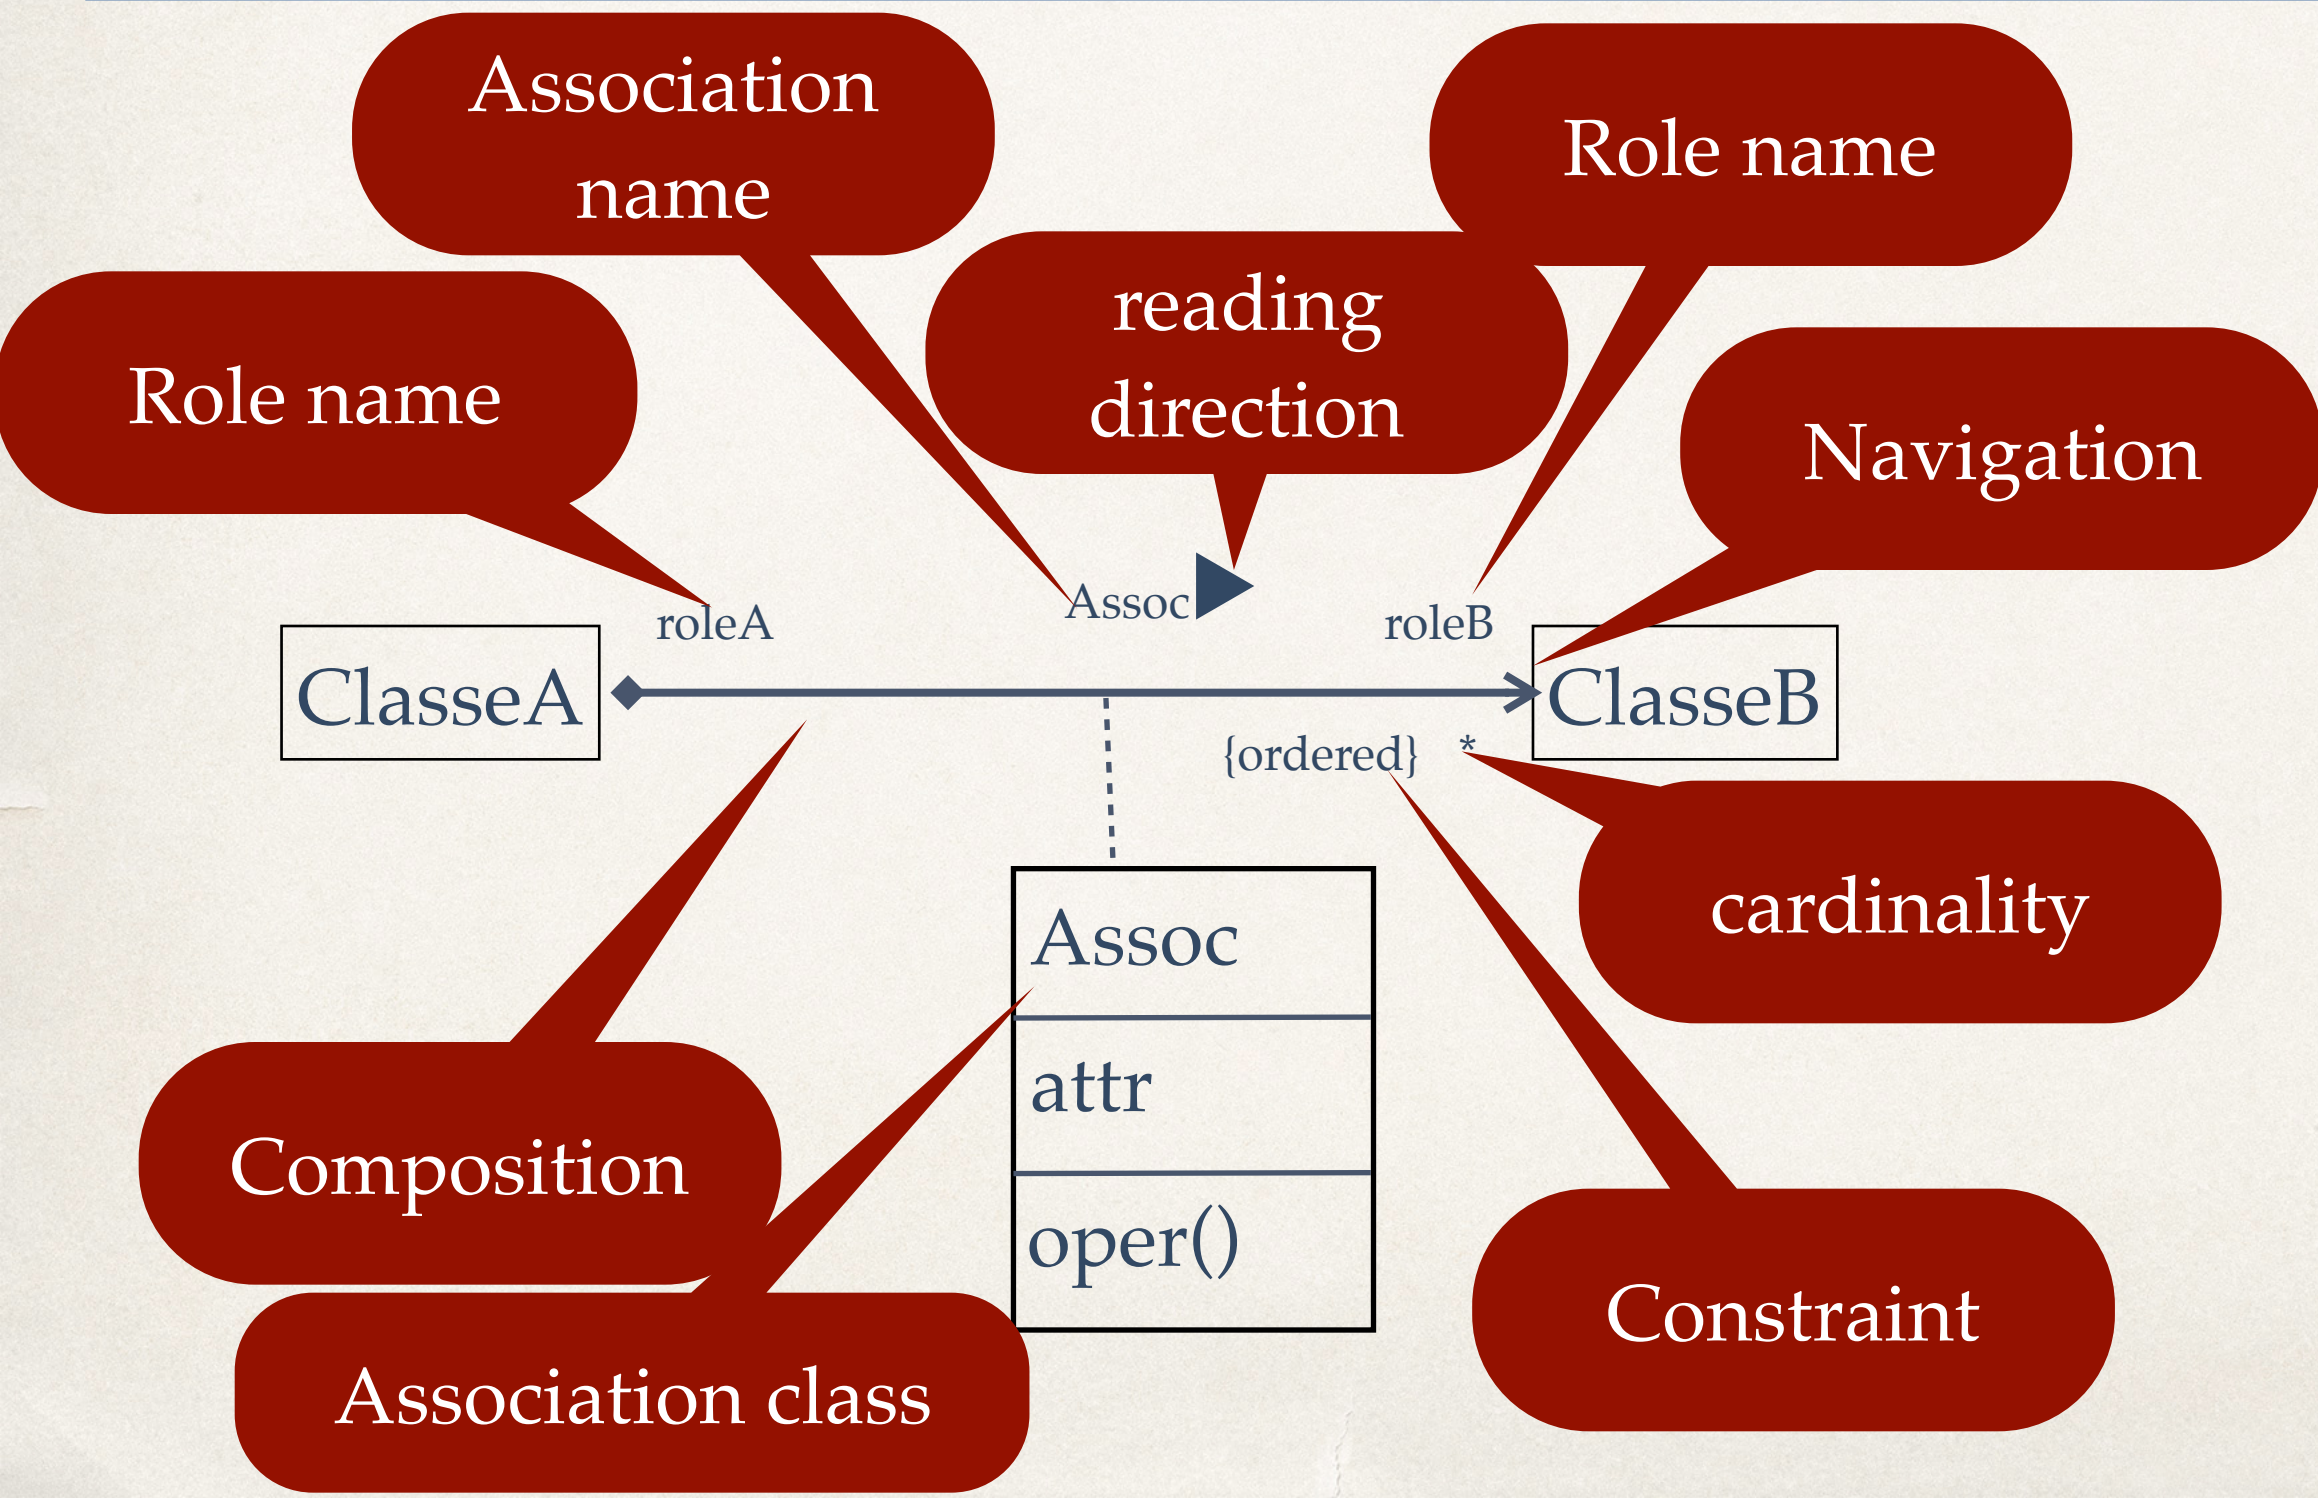 Association
name
Role name
reading
direction
Role name
Navigation
Assoc
roleA
roleB
ClasseA
ClasseB
{ordered}
*
cardinality
Assoc
attr
Composition
oper()
Constraint
Association class